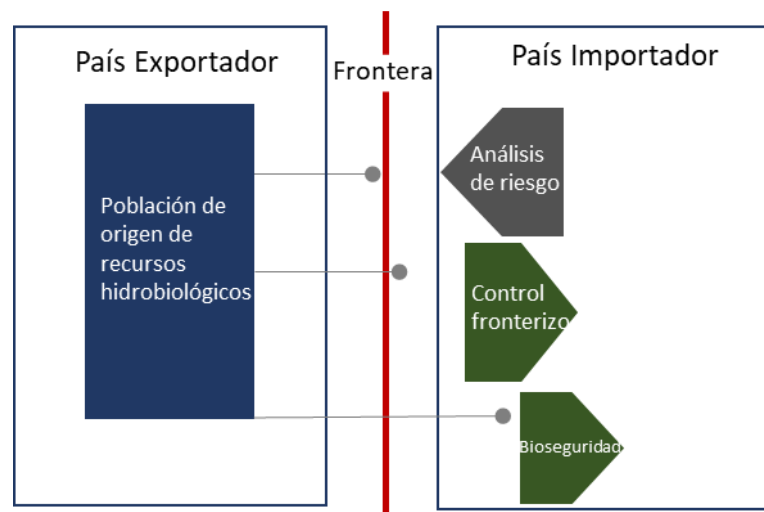 País Exportador
Frontera
País Importador
Población de
origen de
recursos
hidrobiológicos
Análisis
de riesgo
Control
fronterizo
Bioseguridad